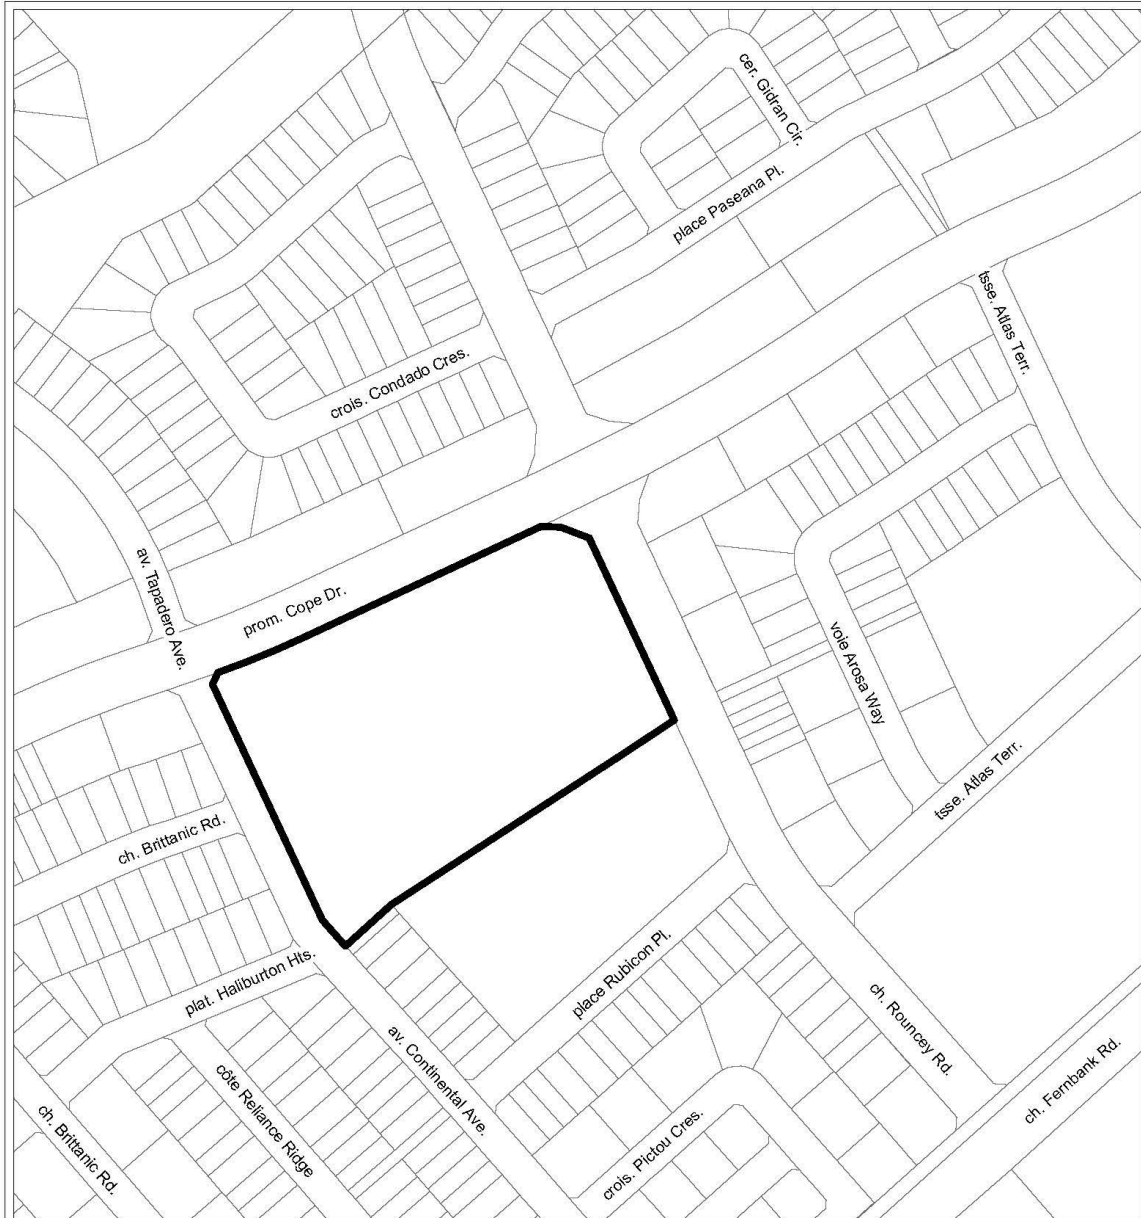 cer. Gidran Cir.
place Paseana Pl.
tsse. Atlas Terr.
crois. Condado Cres.
av. Tapadero Ave.
prom. Cope Dr.
voie Arosa Way
tsse. Atlas Terr.
ch. Brittanic Rd.
plat. Haliburton Hts.
place Rubicon Pl.
ch. Rouncey Rd.
av. Continental Ave.
côte Reliance Ridge
ch. Fernbank Rd.
ch. Brittanic Rd.
crois. Pictou Cres.